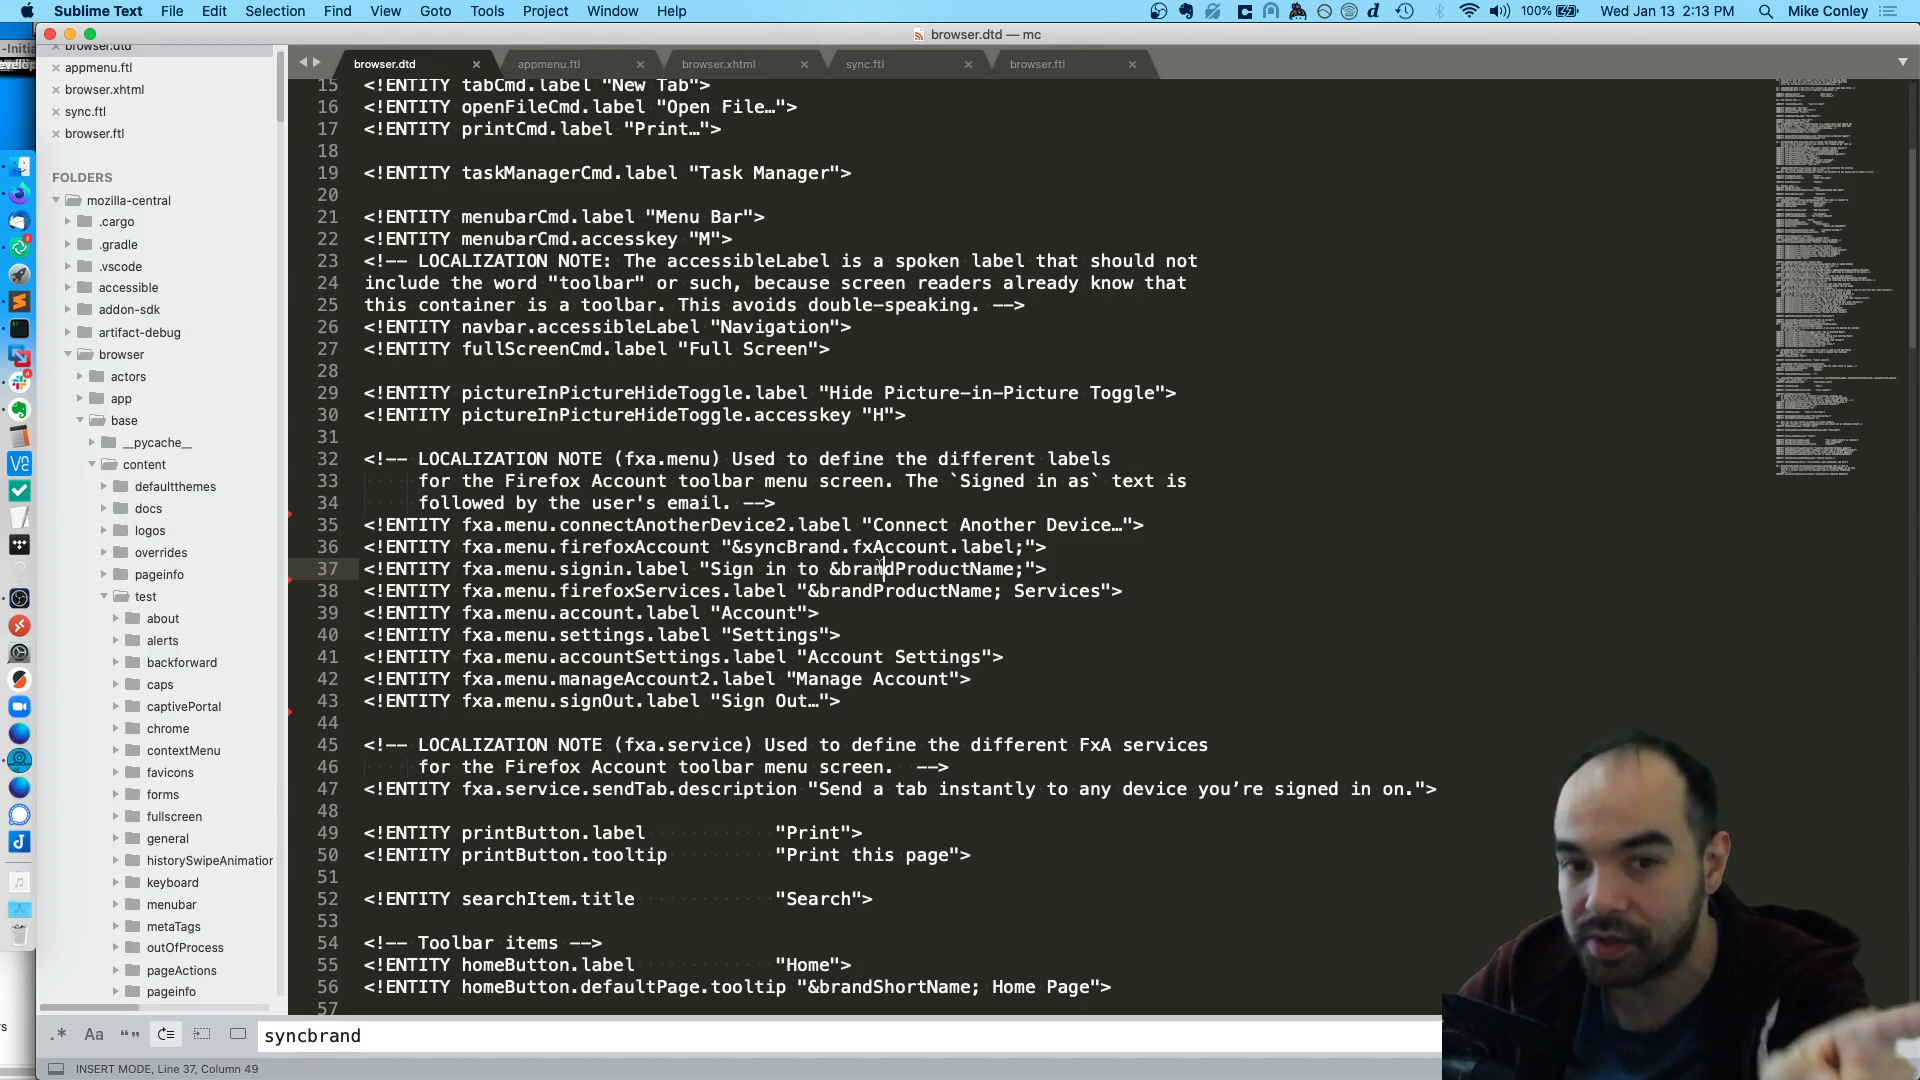 Sublime Text File Edit Selection Find View Goto Tools Project Window Help
100% Wed Jan 13 2:13 PM Mike Conley
browser.dtd — mc
browser.dtd
appmenu.ftl
browser.xhtml
sync.ftl
browser.ftl
FOLDERS
mozilla-central
.cargo
.gradle
.vscode
accessible
addon-sdk
artifact-debug
browser
actors
app
base
__pycache__
content
defaultthemes
docs
logos
overrides
pageinfo
test
about
alerts
backforward
caps
captivePortal
chrome
contextMenu
favicons
forms
fullscreen
general
historySwipeAnimation
keyboard
menubar
metaTags
outOfProcess
pageActions
pageinfo
browser.dtd appmenu.ftl browser.xhtml sync.ftl browser.ftl
15 <!ENTITY tabCmd.label "New Tab">
16 <!ENTITY openFileCmd.label "Open File…">
17 <!ENTITY printCmd.label "Print…">
18
19 <!ENTITY taskManagerCmd.label "Task Manager">
20
21 <!ENTITY menubarCmd.label "Menu Bar">
22 <!ENTITY menubarCmd.accesskey "M">
23 <!-- LOCALIZATION NOTE: The accessibleLabel is a spoken label that should not
24 include the word "toolbar" or such, because screen readers already know that
25 this container is a toolbar. This avoids double-speaking. -->
26 <!ENTITY navbar.accessibleLabel "Navigation">
27 <!ENTITY fullScreenCmd.label "Full Screen">
28
29 <!ENTITY pictureInPictureHideToggle.label "Hide Picture-in-Picture Toggle">
30 <!ENTITY pictureInPictureHideToggle.accesskey "H">
31
32 <!-- LOCALIZATION NOTE (fxa.menu) Used to define the different labels
33 for the Firefox Account toolbar menu screen. The `Signed in as` text is
34 followed by the user's email. -->
35 <!ENTITY fxa.menu.connectAnotherDevice2.label "Connect Another Device…">
36 <!ENTITY fxa.menu.firefoxAccount "&syncBrand.fxAccount.label;">
37 <!ENTITY fxa.menu.signin.label "Sign in to &brandProductName;">
38 <!ENTITY fxa.menu.firefoxServices.label "&brandProductName; Services">
39 <!ENTITY fxa.menu.account.label "Account">
40 <!ENTITY fxa.menu.settings.label "Settings">
41 <!ENTITY fxa.menu.accountSettings.label "Account Settings">
42 <!ENTITY fxa.menu.manageAccount2.label "Manage Account">
43 <!ENTITY fxa.menu.signOut.label "Sign Out…">
44
45 <!-- LOCALIZATION NOTE (fxa.service) Used to define the different FxA services
46 for the Firefox Account toolbar menu screen. -->
47 <!ENTITY fxa.service.sendTab.description "Send a tab instantly to any device you’re signed in on.">
48
49 <!ENTITY printButton.label "Print">
50 <!ENTITY printButton.tooltip "Print this page">
51
52 <!ENTITY searchItem.title "Search">
53
54 <!-- Toolbar items -->
55 <!ENTITY homeButton.label "Home">
56 <!ENTITY homeButton.defaultPage.tooltip "&brandShortName; Home Page">
57
syncbrand
INSERT MODE, Line 37, Column 49